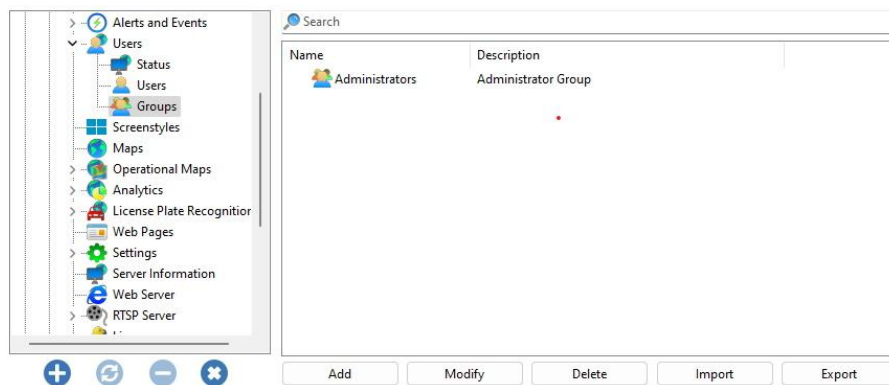 Alerts and Events
Users
Status
Users
Groups
Screenstyles
Maps
Operational Maps
Analytics
License Plate Recognition
Web Pages
Settings
Server Information
Web Server
RTSP Server
Search
Name Description
Administrators Administrator Group
Add Modify Delete Import Export